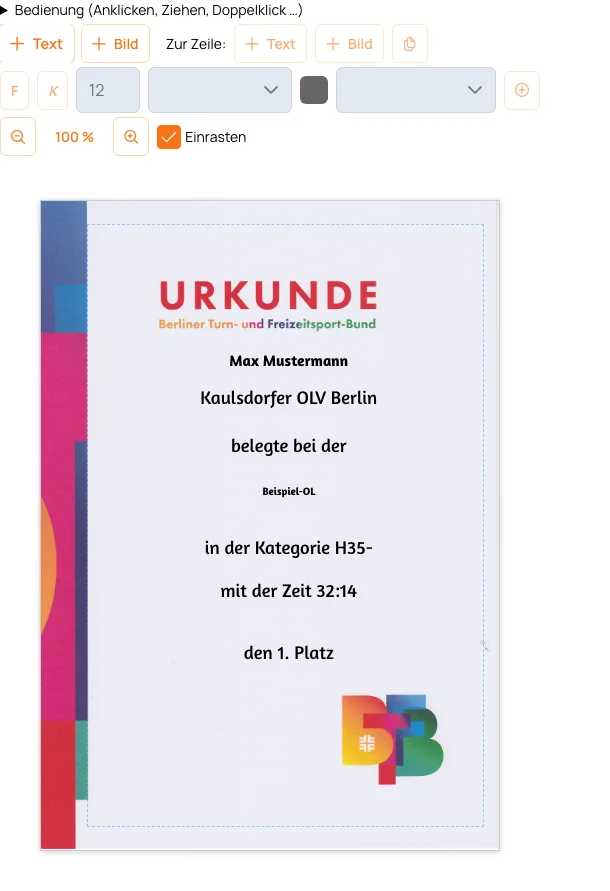 Bedienung (Anklicken, Ziehen, Doppelklick ...)
Text
Bild
Zur Zeile:
Text
Bild
F
K
12
100 %
Einrasten
URKUNDE
Berliner Turn- und Freizeitsport-Bund
Max Mustermann
Kaulsdorfer OLV Berlin
belegte bei der
Beispiel-OL
in der Kategorie H35-
mit der Zeit 32:14
den 1. Platz
BTB